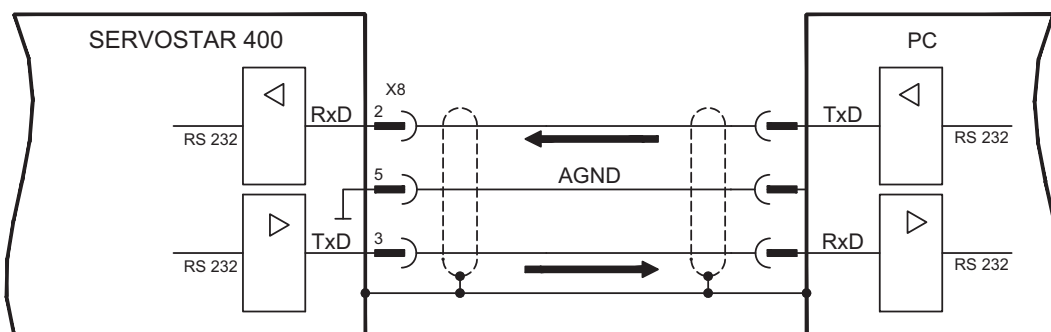 SERVOSTAR 400
PC
X8
RxD
2
TxD
RS 232
RS 232
5
AGND
TxD
3
RxD
RS 232
RS 232